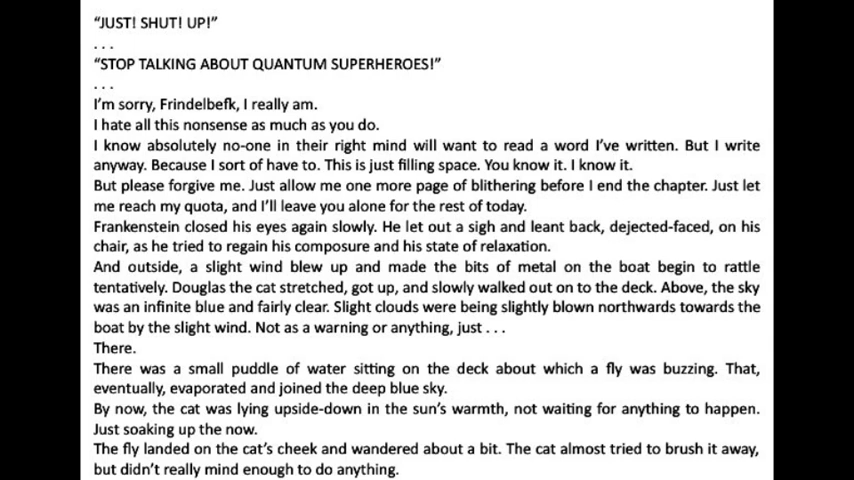 “JUST! SHUT! UP!”
. . .
“STOP TALKING ABOUT QUANTUM SUPERHEROES!”
. . .
I’m sorry, Frindelbefk, I really am.
I hate all this nonsense as much as you do.
I know absolutely no-one in their right mind will want to read a word I’ve written. But I write
anyway. Because I sort of have to. This is just filling space. You know it. I know it.
But please forgive me. Just allow me one more page of blithering before I end the chapter. Just let
me reach my quota, and I’ll leave you alone for the rest of today.
Frankenstein closed his eyes again slowly. He let out a sigh and leant back, dejected-faced, on his
chair, as he tried to regain his composure and his state of relaxation.
And outside, a slight wind blew up and made the bits of metal on the boat begin to rattle
tentatively. Douglas the cat stretched, got up, and slowly walked out on to the deck. Above, the sky
was an infinite blue and fairly clear. Slight clouds were being slightly blown northwards towards the
boat by the slight wind. Not as a warning or anything, just . . .
There.
There was a small puddle of water sitting on the deck about which a fly was buzzing. That,
eventually, evaporated and joined the deep blue sky.
By now, the cat was lying upside-down in the sun’s warmth, not waiting for anything to happen.
Just soaking up the now.
The fly landed on the cat’s cheek and wandered about a bit. The cat almost tried to brush it away,
but didn’t really mind enough to do anything.